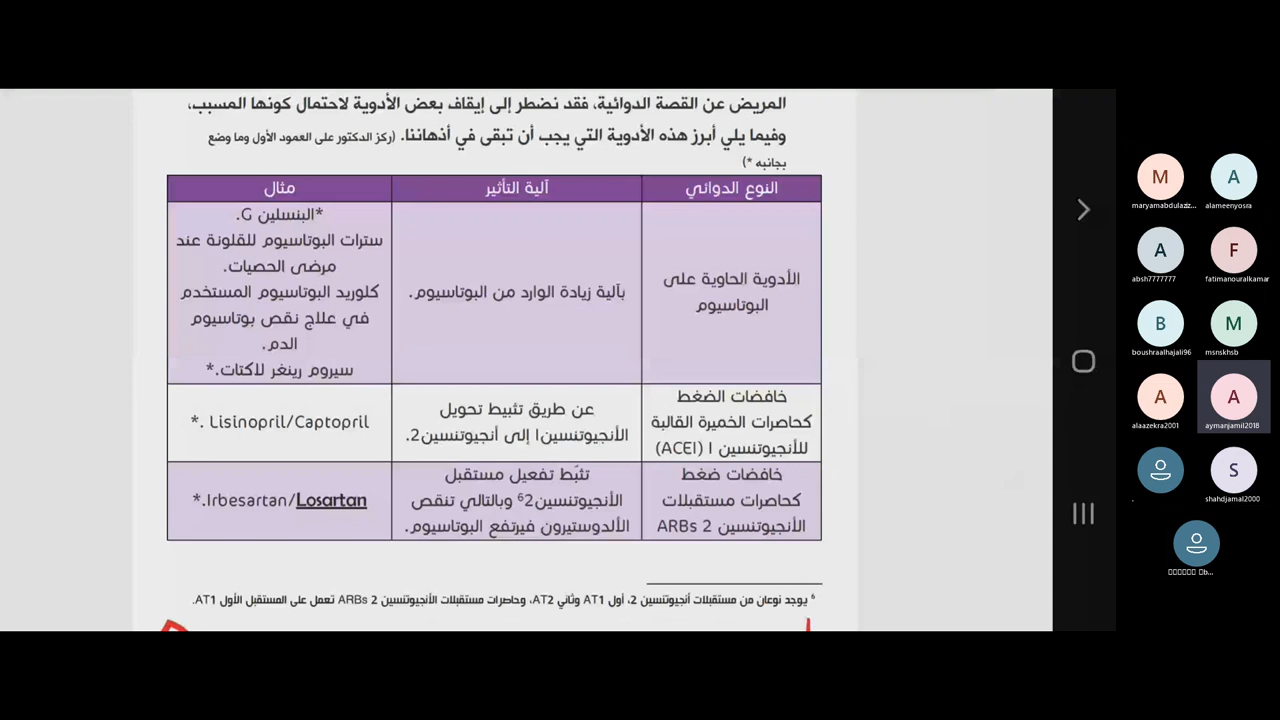 المريض عن القصة الدوائية، فقد نضطر إلى إيقاف بعض الأدوية لاحتمال كونها المسبب،
وفيما يلي أبرز هذه الأدوية التي يجب أن تبقى في أذهاننا. (ركز الدكتور على العمود الأول وما وضع
بجانبه *)
النوع الدوائي
آلية التأثير
مثال
الأدوية الحاوية على
البوتاسيوم
بآلية زيادة الوارد من البوتاسيوم.
*البنسلين G.
سترات البوتاسيوم للقلونة عند
مرضى الحصيات.
كلوريد البوتاسيوم المستخدم
في علاج نقص بوتاسيوم
الدم.
سيروم رينغر لاكتات.*
خافضات الضغط
كحاصرات الخميرة القالبة
للأنجيوتنسين I (ACEI)
عن طريق تثبيط تحويل
الأنجيوتنسينI إلى أنجيوتنسين2.
Lisinopril/Captopril .*
خافضات ضغط
كحاصرات مستقبلات
الأنجيوتنسين 2 ARBs
تثبّط تفعيل مستقبل
الأنجيوتنسين2⁶ وبالتالي تنقص
الألدوستيرون فيرتفع البوتاسيوم.
Irbesartan/Losartan.*
⁶ يوجد نوعان من مستقبلات أنجيوتنسين 2، أول AT1 وثاني AT2، وحاصرات مستقبلات الأنجيوتنسين 2 ARBs تعمل على المستقبل الأول AT1.
M
maryamabdulaziz...
A
alameenyosra
A
absh7777777
F
fatimanouralkamar
B
boushraalhajali96
M
msnskhsb
A
alaazekra2001
A
aymanjamil2018
.
S
shahdjamal2000